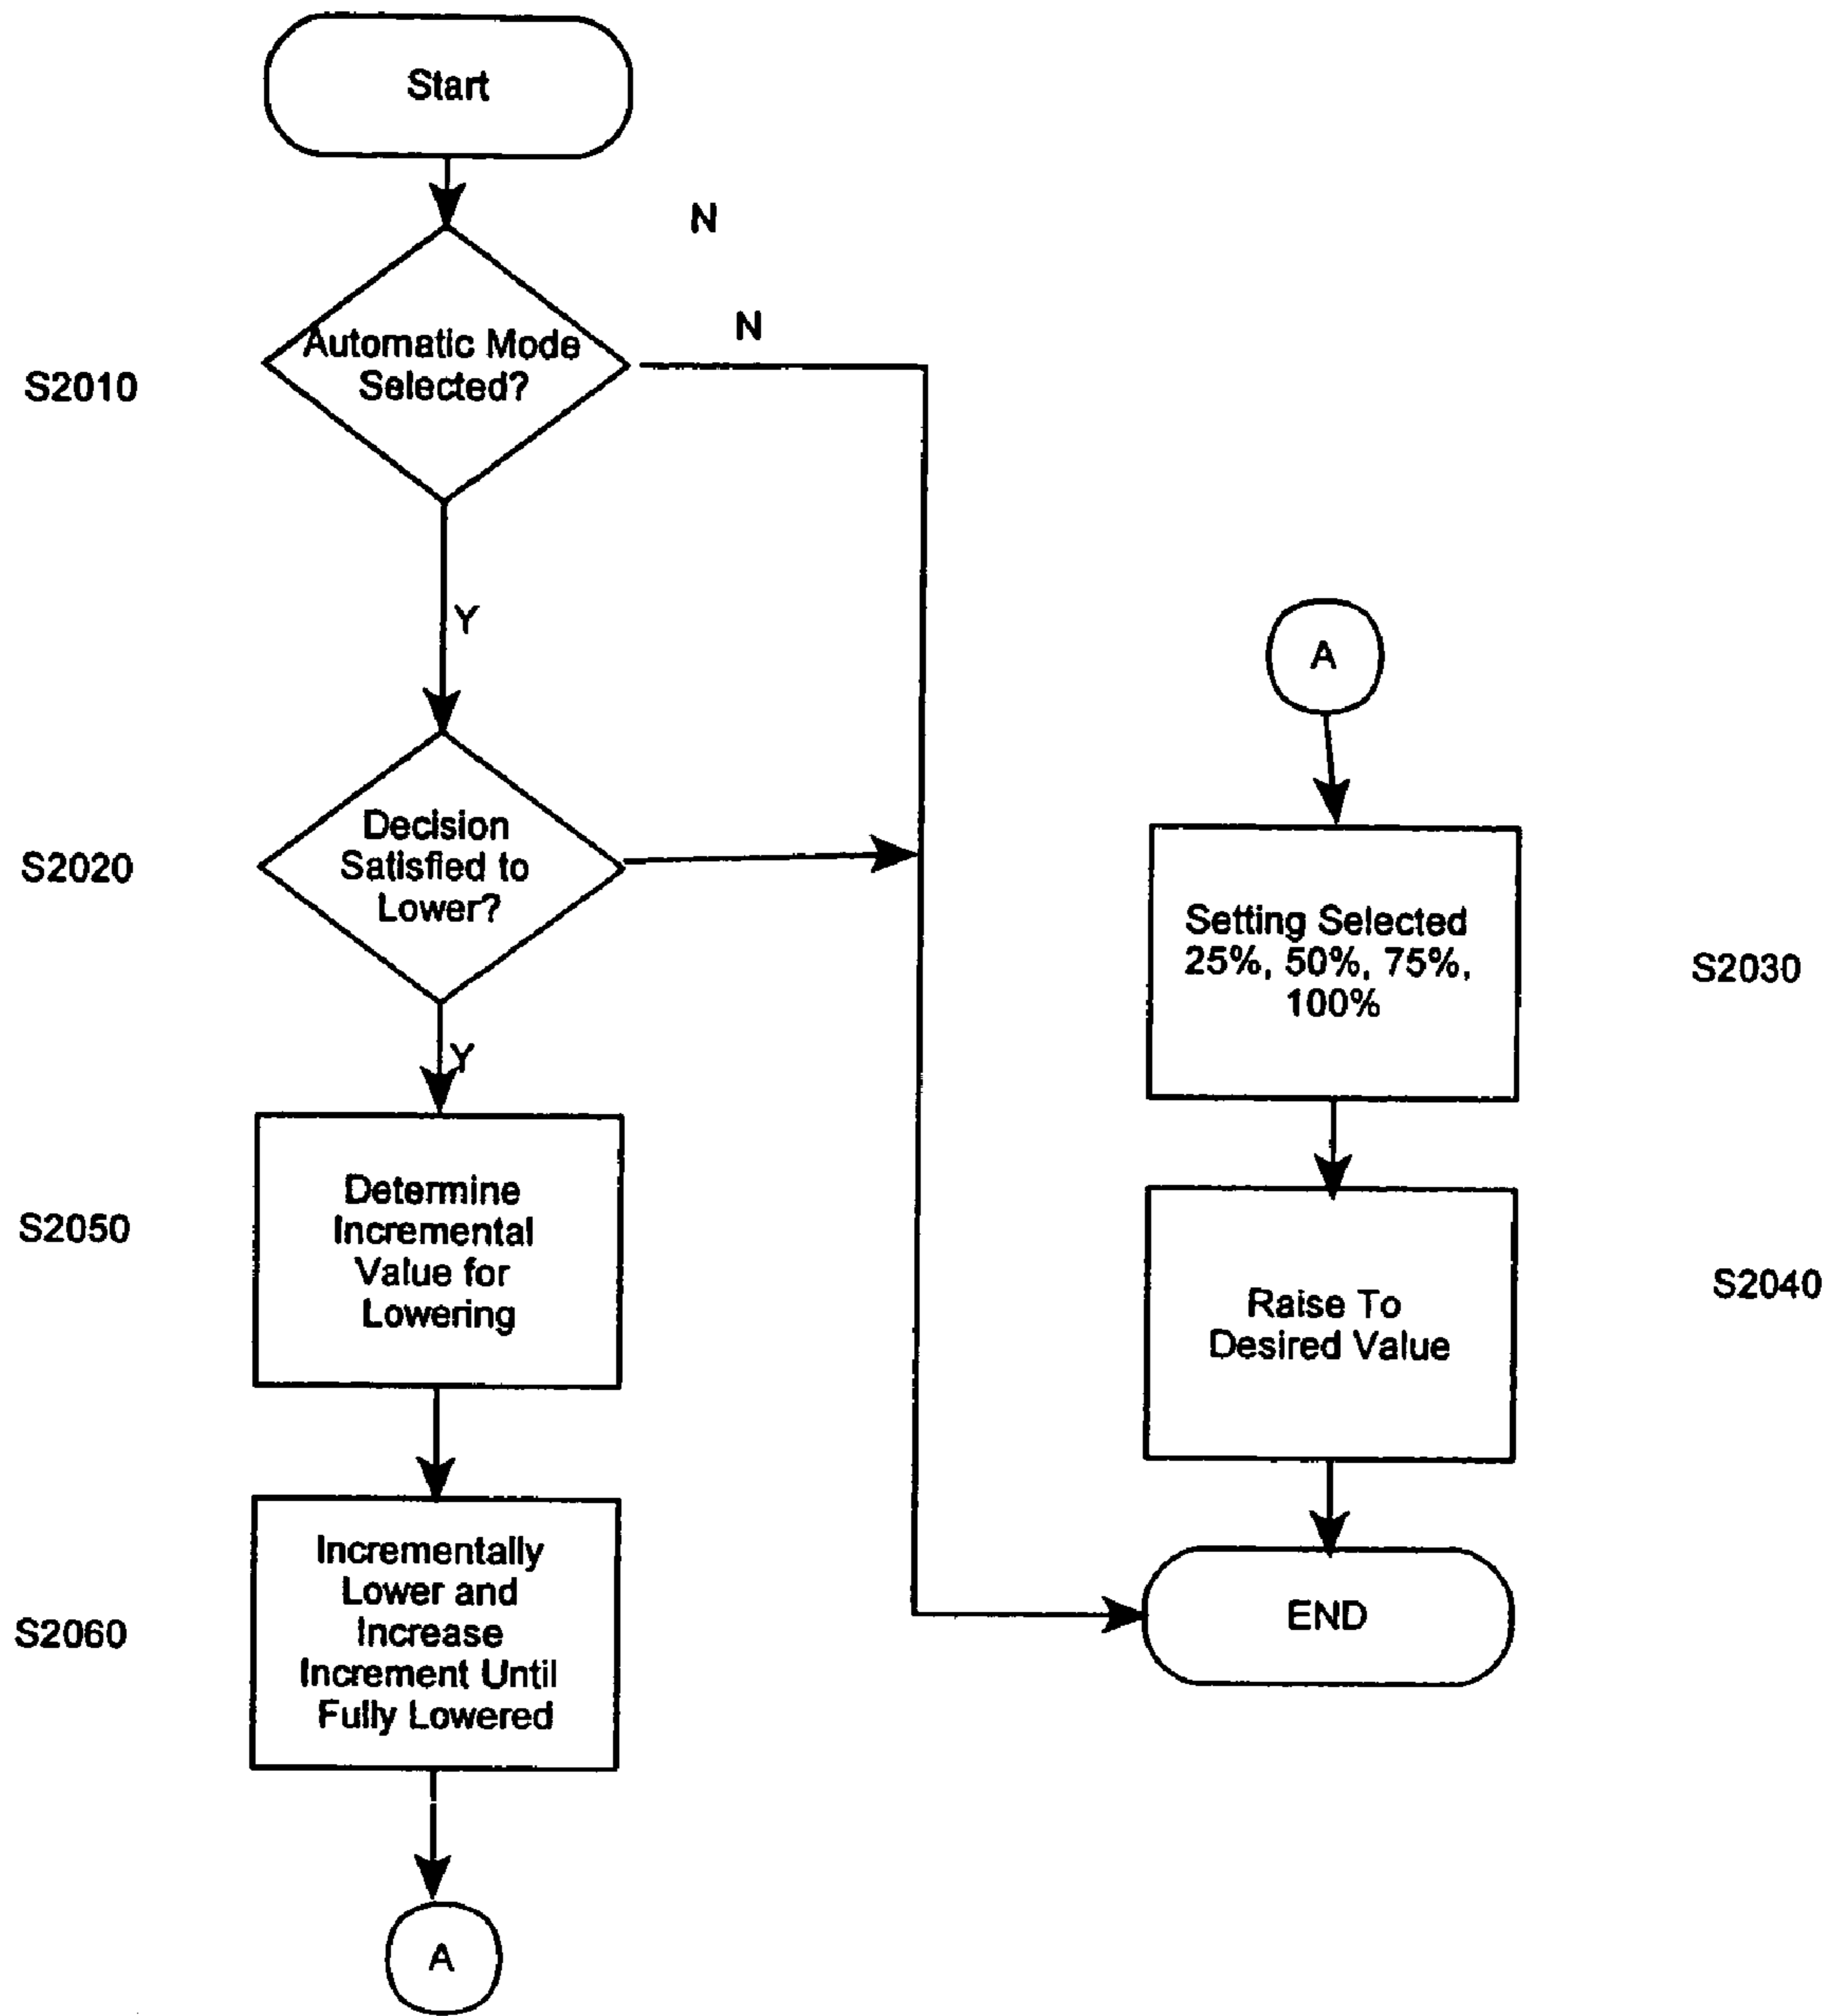 Start
N
N
Automatic Mode
Selected?
S2010
Y
Decision
Satisfied to
Lower?
S2020
Y
Determine
Incremental
Value for
Lowering
S2050
Incrementally
Lower and
Increase
Increment Until
Fully Lowered
S2060
A
A
Setting Selected
25%, 50%, 75%,
100%
S2030
Raise To
Desired Value
S2040
END